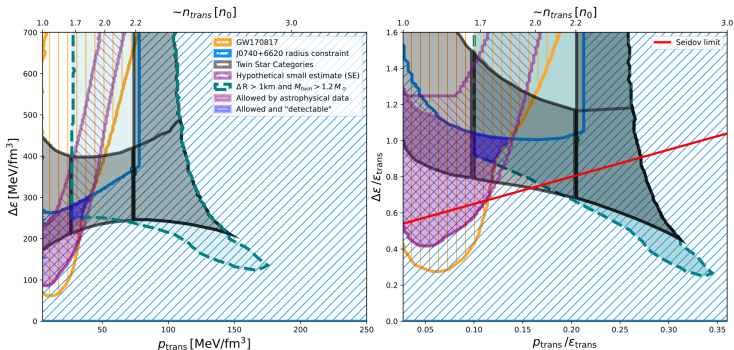 ~n_trans [n_0]
1.0 1.7 2.0 2.2 3.0
700
600
500
400
300
200
100
0
Δε [MeV/fm³]
GW170817
J0740+6620 radius constraint
Twin Star Categories
Hypothetical small estimate (SE)
ΔR > 1km and M_Twin > 1.2 M_⊙
Allowed by astrophysical data
Allowed and "detectable"
50 100 150 200 250
p_trans [MeV/fm³]
~n_trans [n_0]
1.0 1.7 2.0 2.2 3.0
1.6
1.4
1.2
1.0
0.8
0.6
0.4
0.2
0.0
Δε/ε_trans
Seidov limit
0.05 0.10 0.15 0.20 0.25 0.30 0.35
p_trans/ε_trans